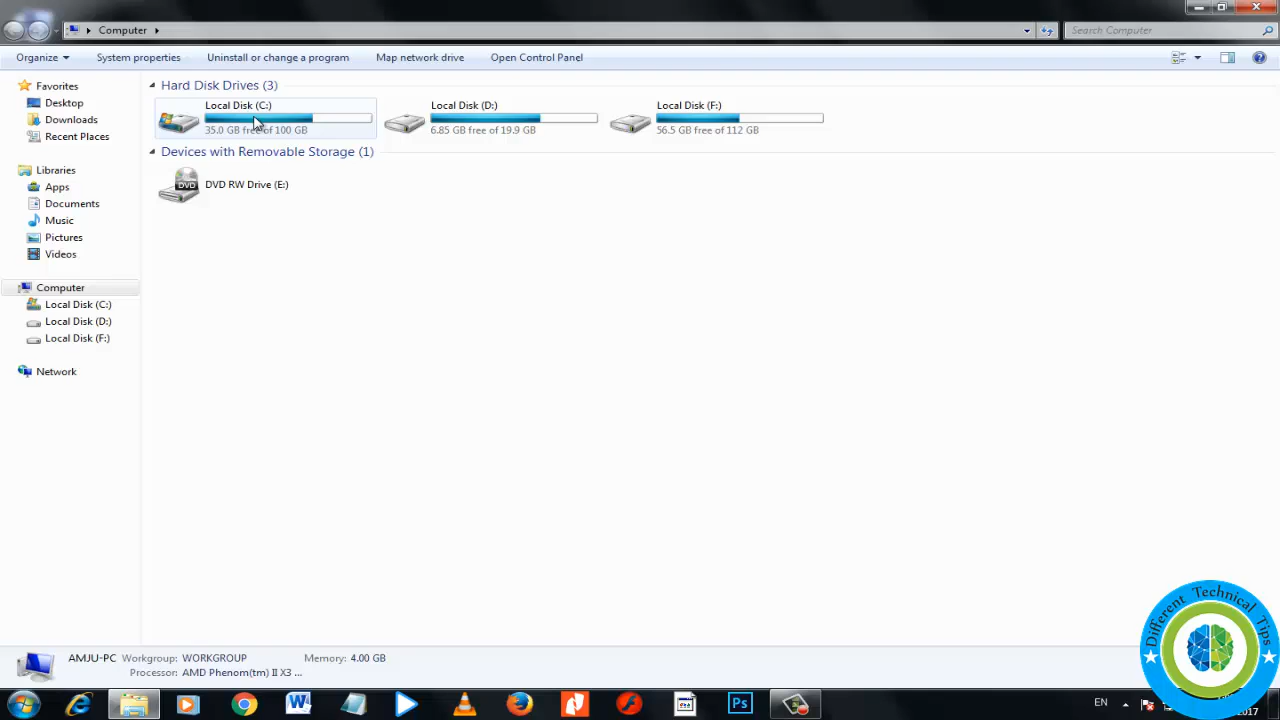 Computer
Search Computer
Organize
System properties
Uninstall or change a program
Map network drive
Open Control Panel
Favorites
Desktop
Downloads
Recent Places
Libraries
Apps
Documents
Music
Pictures
Videos
Computer
Local Disk (C:)
Local Disk (D:)
Local Disk (F:)
Network
Hard Disk Drives (3)
Local Disk (C:)
35.0 GB free of 100 GB
Local Disk (D:)
6.85 GB free of 19.9 GB
Local Disk (F:)
56.5 GB free of 112 GB
Devices with Removable Storage (1)
DVD
DVD RW Drive (E:)
AMJU-PC
Workgroup: WORKGROUP
Memory: 4.00 GB
Processor: AMD Phenom(tm) II X3 ...
Different Technical Tips
W
Ps
EN
2017